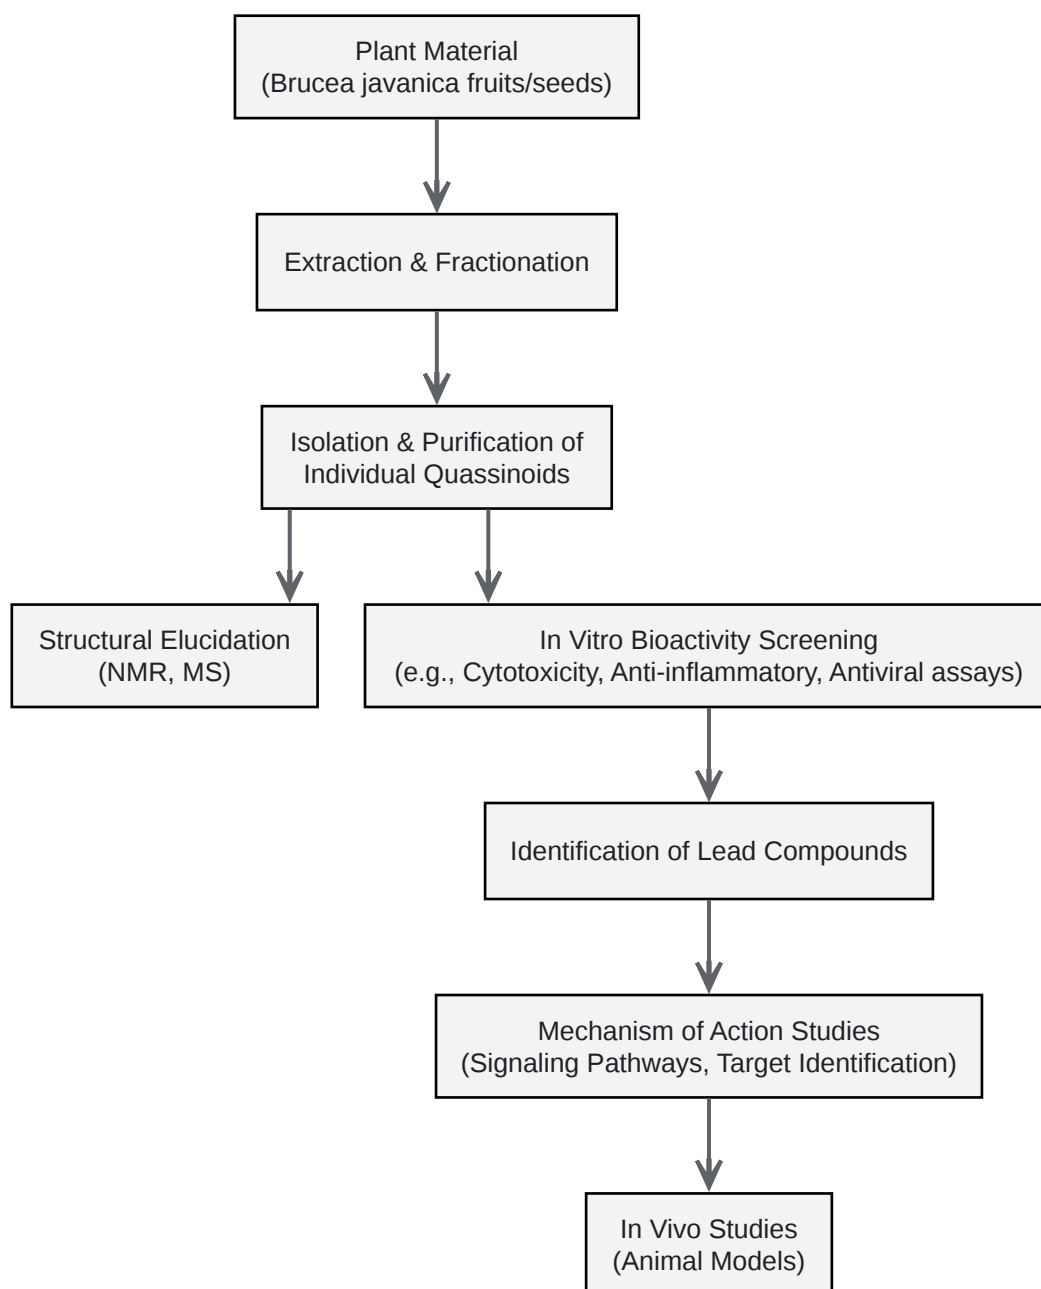 Plant Material
(Brucea javanica fruits/seeds)
Extraction & Fractionation
Isolation & Purification of
Individual Quassinoids
Structural Elucidation
(NMR, MS)
In Vitro Bioactivity Screening
(e.g., Cytotoxicity, Anti-inflammatory, Antiviral assays)
Identification of Lead Compounds
Mechanism of Action Studies
(Signaling Pathways, Target Identification)
In Vivo Studies
(Animal Models)